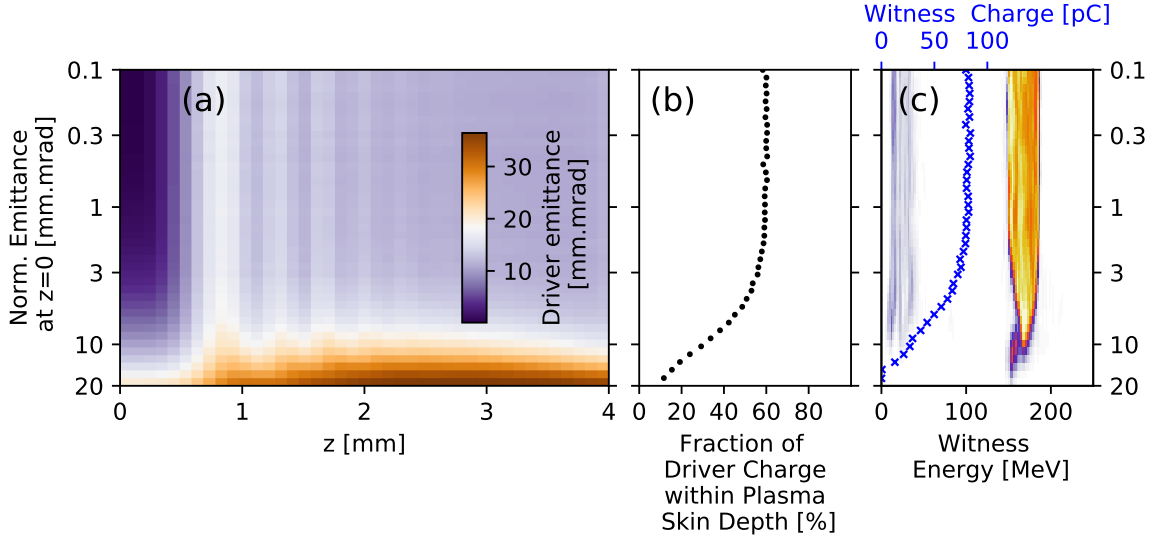 Witness Charge [pC]
0 50 100
0.1
0.3
1
3
10
20
Norm. Emittance
at z=0 [mm.mrad]
(a)
30
20
10
Driver emittance
[mm.mrad]
0 1 2 3 4
z [mm]
(b)
0 20 40 60 80
Fraction of
Driver Charge
within Plasma
Skin Depth [%]
(c)
0.1
0.3
1
3
10
20
0 100 200
Witness
Energy [MeV]